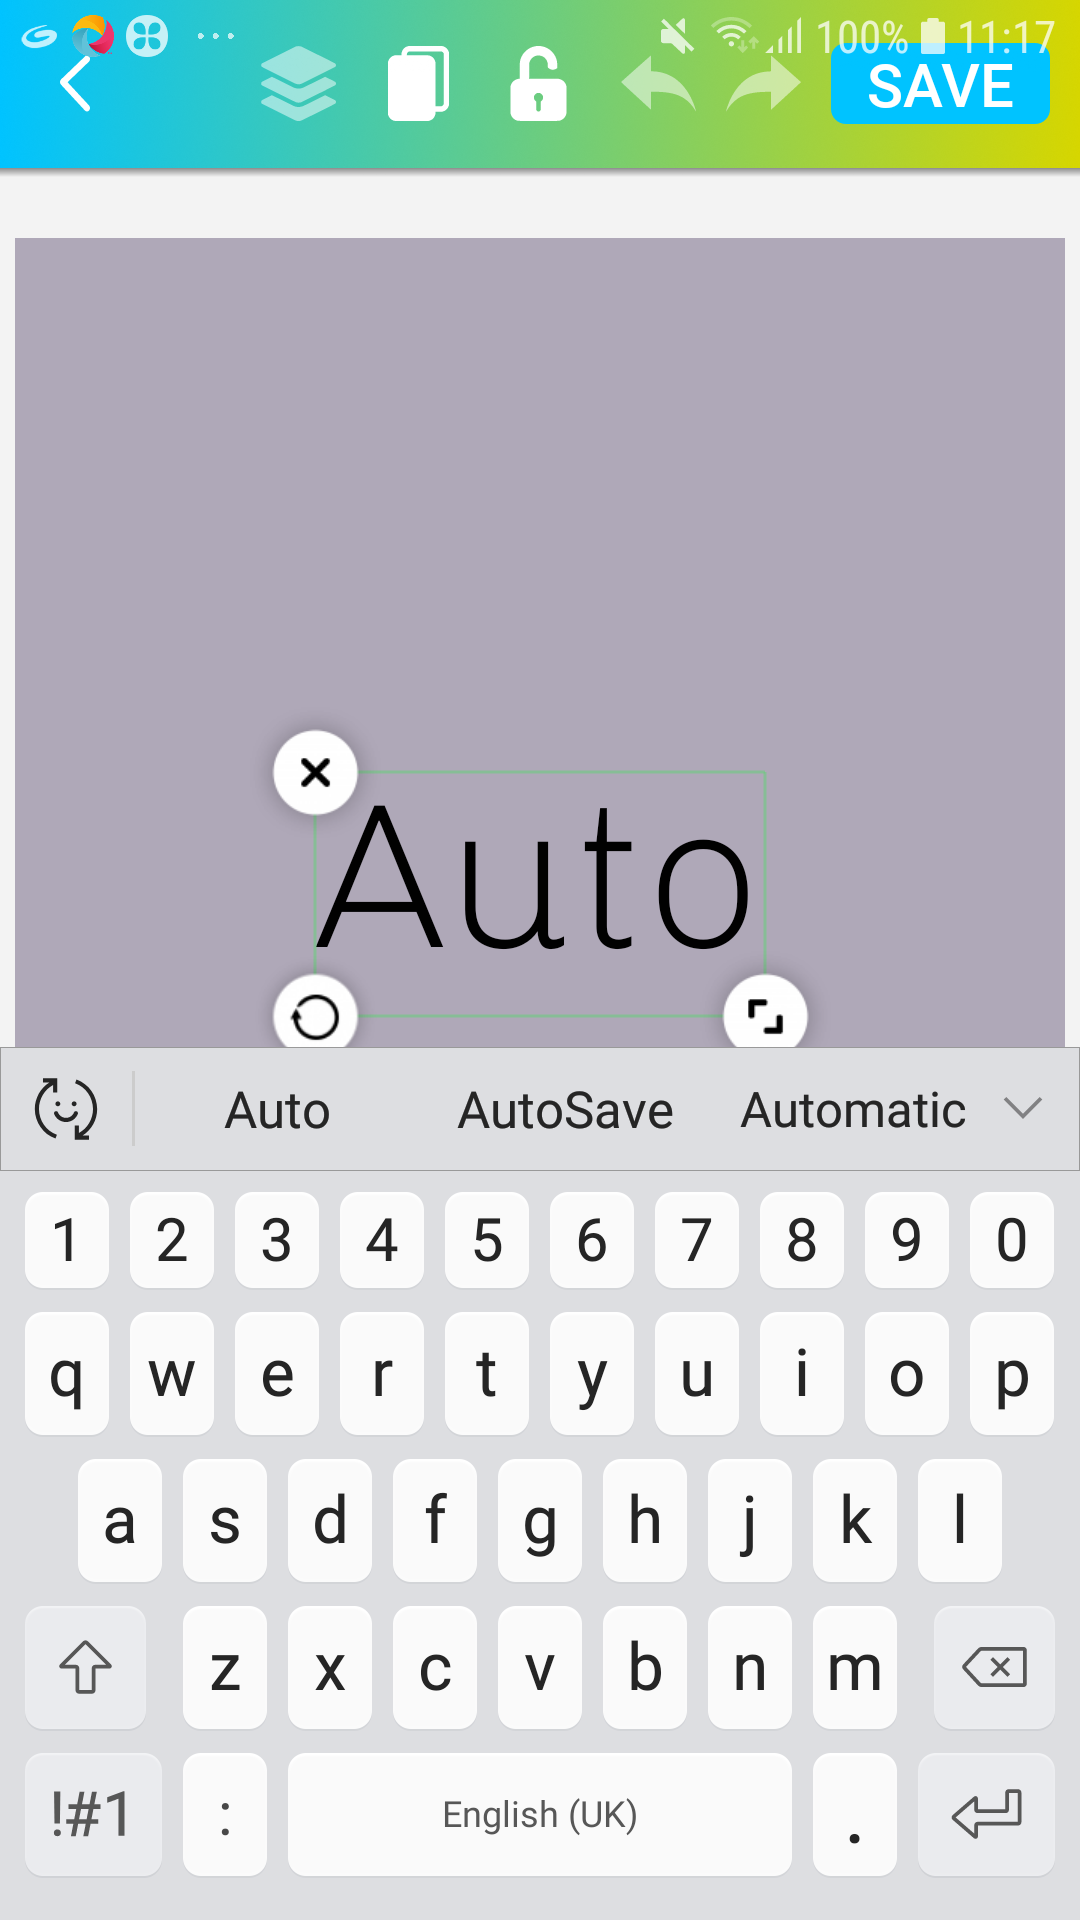 100% 11:17
SAVE
Auto
Auto AutoSave Automatic
1 2 3 4 5 6 7 8 9 0
q w e r t y u i o p
a s d f g h j k l
z x c v b n m
!#1 : English (UK) .